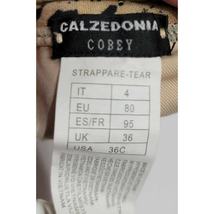 CALZEDONIA
COBEY
STRAPPARE-TEAR
IT 4
EU 80
ES/FR 95
UK 36
USA 36C